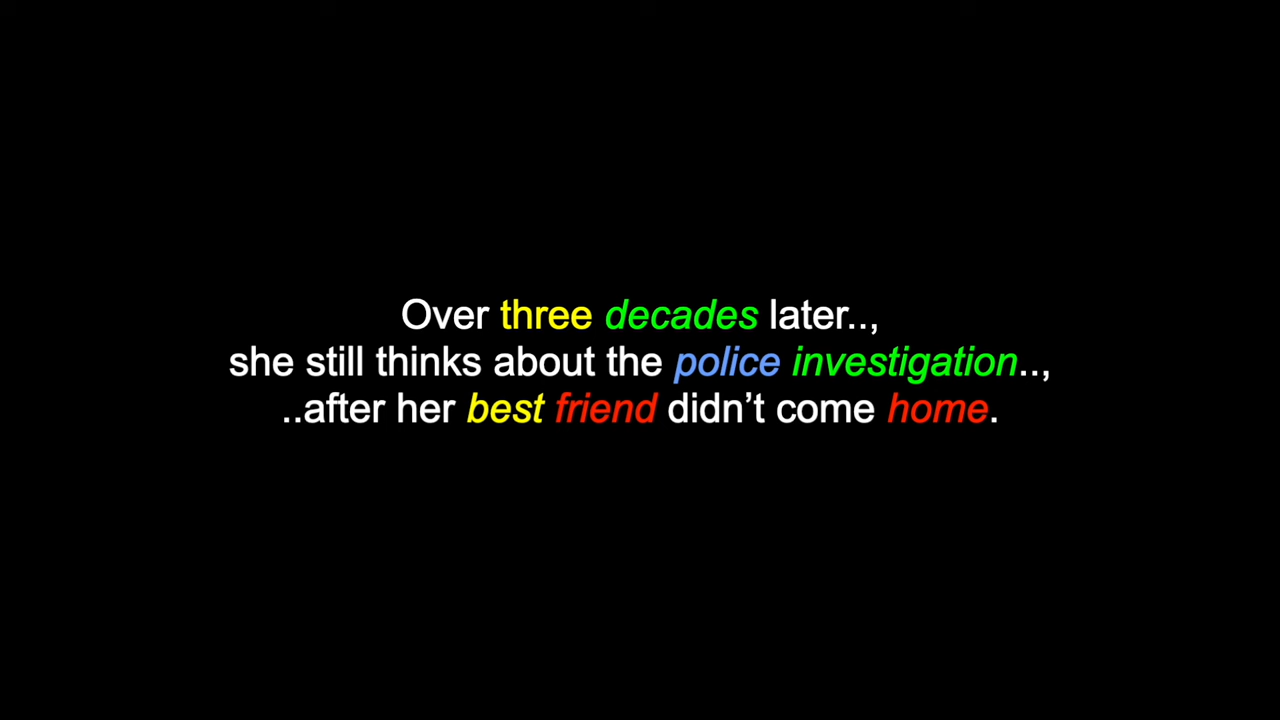 Over three decades later..,
she still thinks about the police investigation..,
..after her best friend didn’t come home.